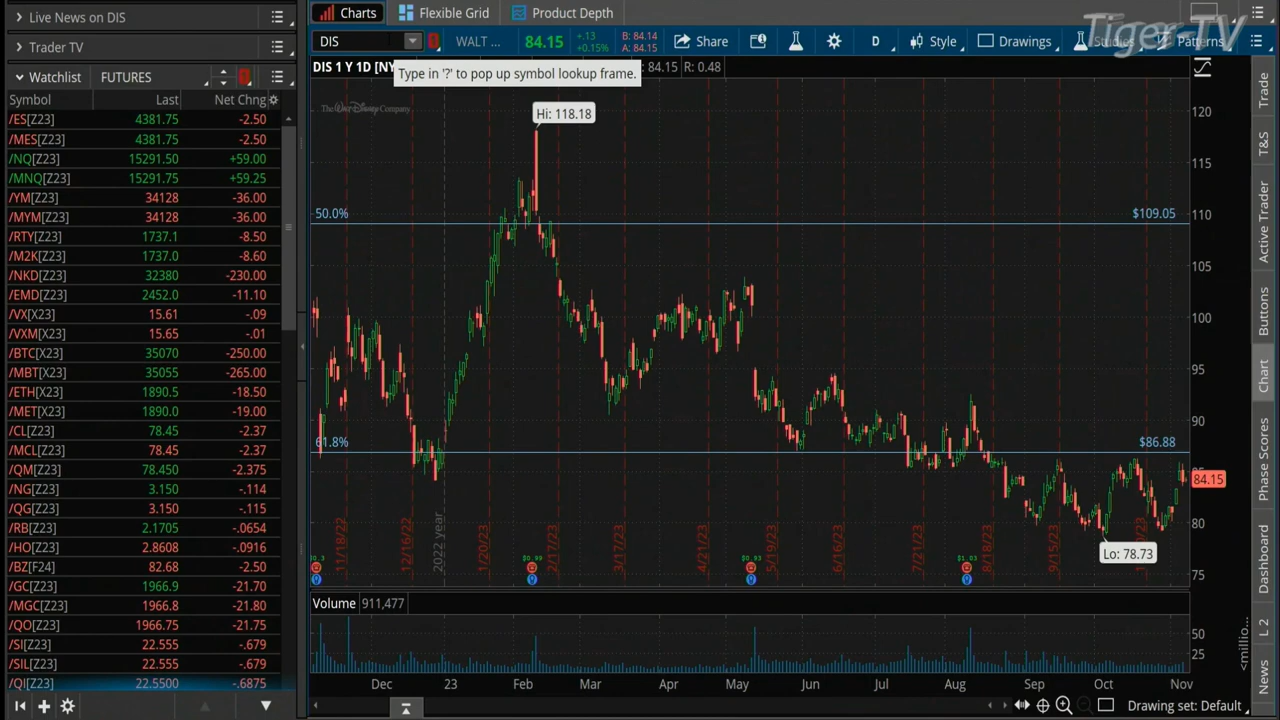 Live News on DIS
Trader TV
Watchlist FUTURES
Symbol Last Net Chng
/ES[Z23] 4381.75 -2.50
/MES[Z23] 4381.75 -2.50
/NQ[Z23] 15291.50 +59.00
/MNQ[Z23] 15291.75 +59.25
/YM[Z23] 34128 -36.00
/MYM[Z23] 34128 -36.00
/RTY[Z23] 1737.1 -8.50
/M2K[Z23] 1737.0 -8.60
/NKD[Z23] 32380 -230.00
/EMD[Z23] 2452.0 -11.10
/VX[X23] 15.61 -.09
/VXM[X23] 15.65 -.01
/BTC[X23] 35070 -250.00
/MBT[X23] 35055 -265.00
/ETH[X23] 1890.5 -18.50
/MET[X23] 1890.0 -19.00
/CL[Z23] 78.45 -2.37
/MCL[Z23] 78.45 -2.37
/QM[Z23] 78.450 -2.375
/NG[Z23] 3.150 -.114
/QG[Z23] 3.150 -.115
/RB[Z23] 2.1705 -.0654
/HO[Z23] 2.8608 -.0916
/BZ[F24] 82.68 -2.50
/GC[Z23] 1966.9 -21.70
/MGC[Z23] 1966.8 -21.80
/QO[Z23] 1966.75 -21.75
/SI[Z23] 22.555 -.679
/SIL[Z23] 22.555 -.679
/QI[Z23] 22.5500 -.6875
Charts Flexible Grid Product Depth
Tiger TV
DIS WALT ... 84.15 +.13 +0.15% B: 84.14 A: 84.15 Share D Style Drawings Studies Patterns
DIS 1 Y 1D [NY : 84.15 R: 0.48
Type in '?' to pop up symbol lookup frame.
The Walt Disney Company
Hi: 118.18
120
115
110
105
100
95
90
85
80
75
50.0% $109.05
61.8% $86.88
84.15
Lo: 78.73
11/18/22 12/16/22 2022 year 1/20/23 2/17/23 3/17/23 4/21/23 5/19/23 6/16/23 7/21/23 8/18/23 9/15/23
$0.99 $0.93 $1.03
Volume 911,477
50
25
<millio...
Dec 23 Feb Mar Apr May Jun Jul Aug Sep Oct Nov
Drawing set: Default
Trade
T&S
Active Trader
Buttons
Chart
Phase Scores
Dashboard
L 2
News